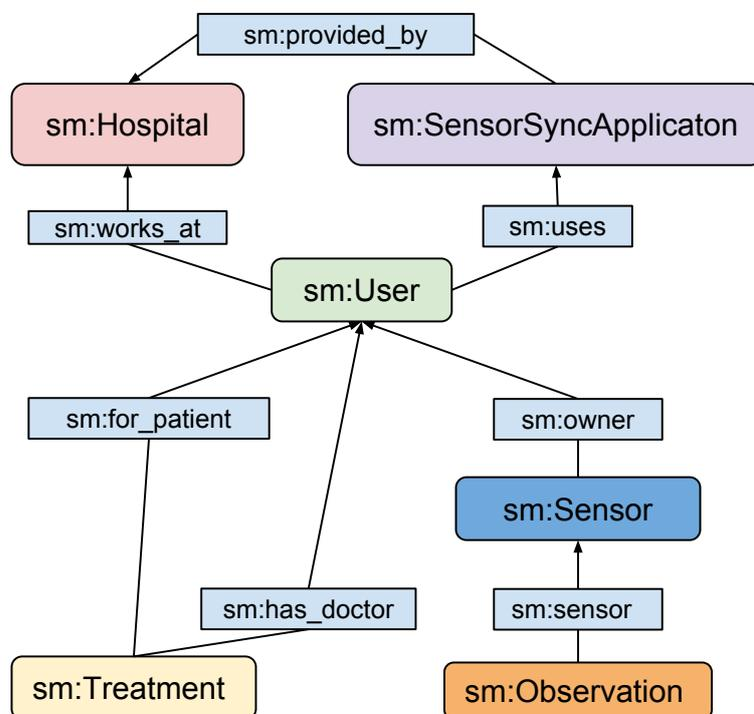 sm:provided_by
sm:Hospital
sm:SensorSyncApplicaton
sm:works_at
sm:uses
sm:User
sm:for_patient
sm:owner
sm:Sensor
sm:has_doctor
sm:sensor
sm:Treatment
sm:Observation